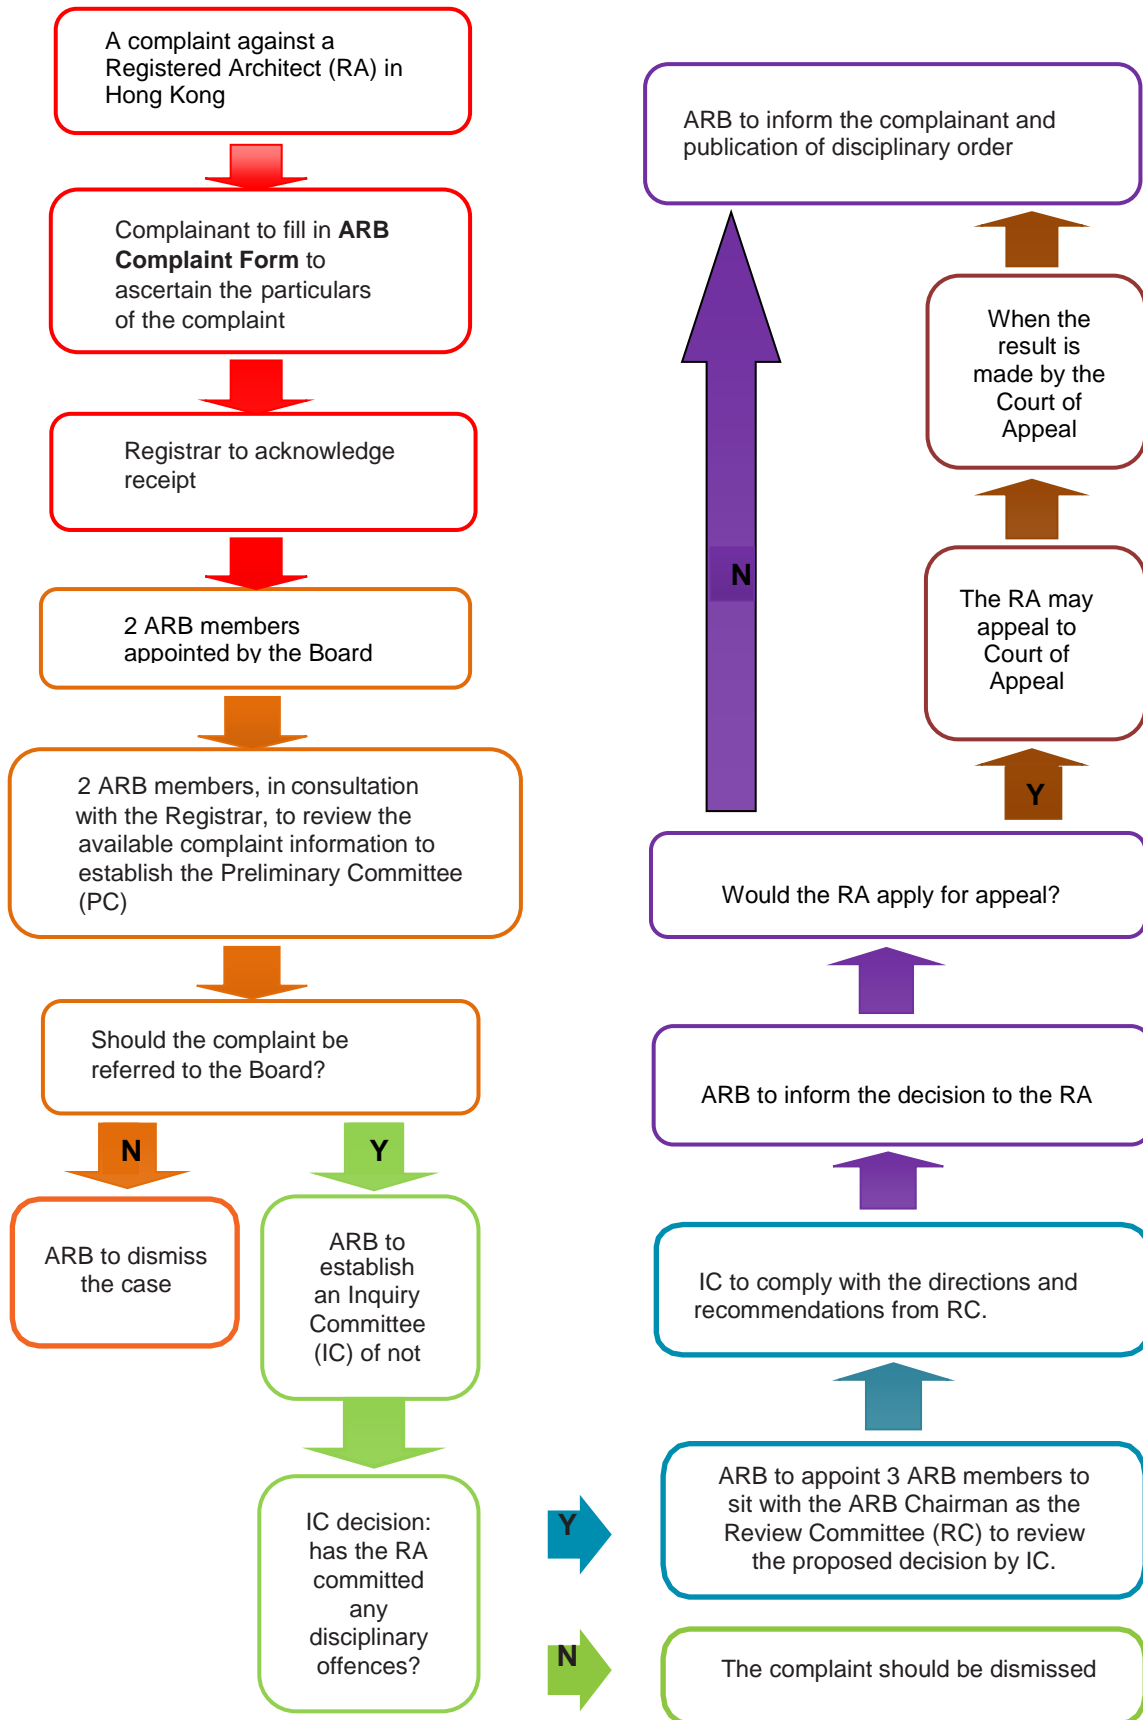 A complaint against a
Registered Architect (RA) in
Hong Kong
Complainant to fill in ARB
Complaint Form to
ascertain the particulars
of the complaint
Registrar to acknowledge
receipt
2 ARB members
appointed by the Board
2 ARB members, in consultation
with the Registrar, to review the
available complaint information to
establish the Preliminary Committee
(PC)
Should the complaint be
referred to the Board?
N
Y
ARB to dismiss
the case
ARB to
establish
an Inquiry
Committee
(IC) of not
IC decision:
has the RA
committed
any
disciplinary
offences?
Y
N
The complaint should be dismissed
ARB to appoint 3 ARB members to
sit with the ARB Chairman as the
Review Committee (RC) to review
the proposed decision by IC.
IC to comply with the directions and
recommendations from RC.
ARB to inform the decision to the RA
Would the RA apply for appeal?
N
Y
The RA may
appeal to
Court of
Appeal
When the
result is
made by the
Court of
Appeal
ARB to inform the complainant and
publication of disciplinary order